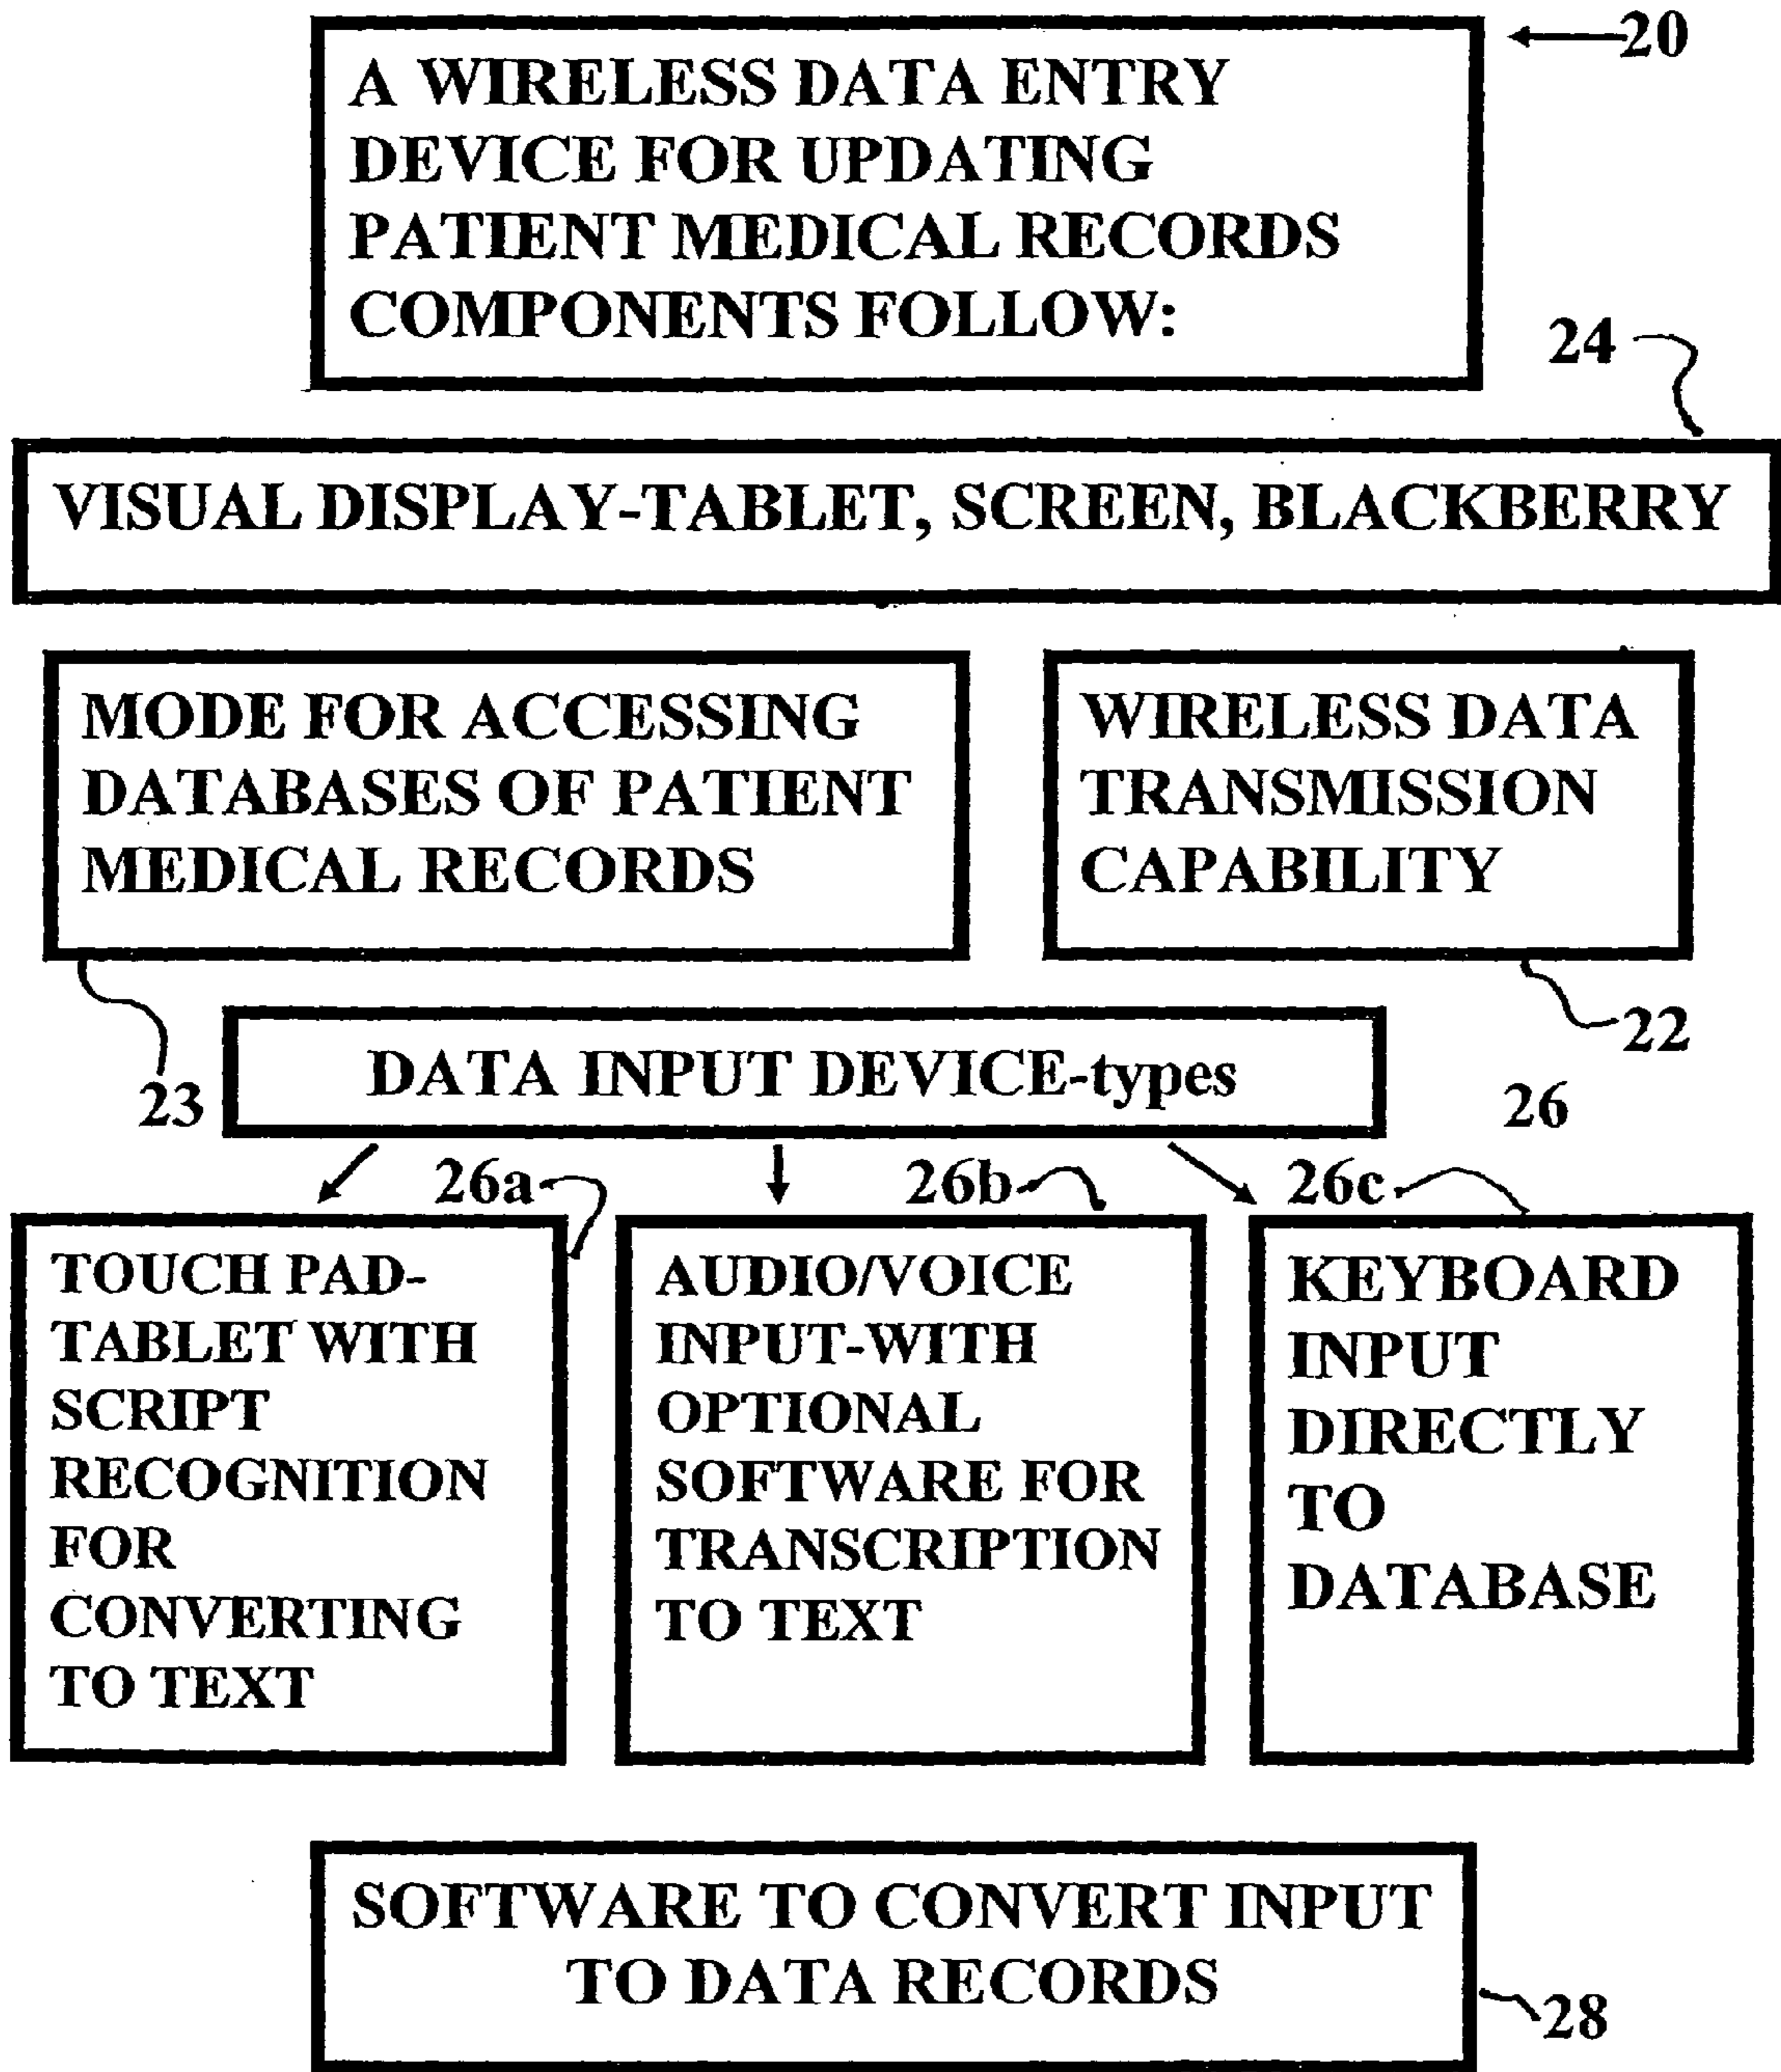 20
A WIRELESS DATA ENTRY
DEVICE FOR UPDATING
PATIENT MEDICAL RECORDS
COMPONENTS FOLLOW:
24
VISUAL DISPLAY-TABLET, SCREEN, BLACKBERRY
MODE FOR ACCESSING
DATABASES OF PATIENT
MEDICAL RECORDS
WIRELESS DATA
TRANSMISSION
CAPABILITY
23
22
DATA INPUT DEVICE-types
26
26a
26b
26c
TOUCH PAD-
TABLET WITH
SCRIPT
RECOGNITION
FOR
CONVERTING
TO TEXT
AUDIO/VOICE
INPUT-WITH
OPTIONAL
SOFTWARE FOR
TRANSCRIPTION
TO TEXT
KEYBOARD
INPUT
DIRECTLY
TO
DATABASE
SOFTWARE TO CONVERT INPUT
TO DATA RECORDS
28